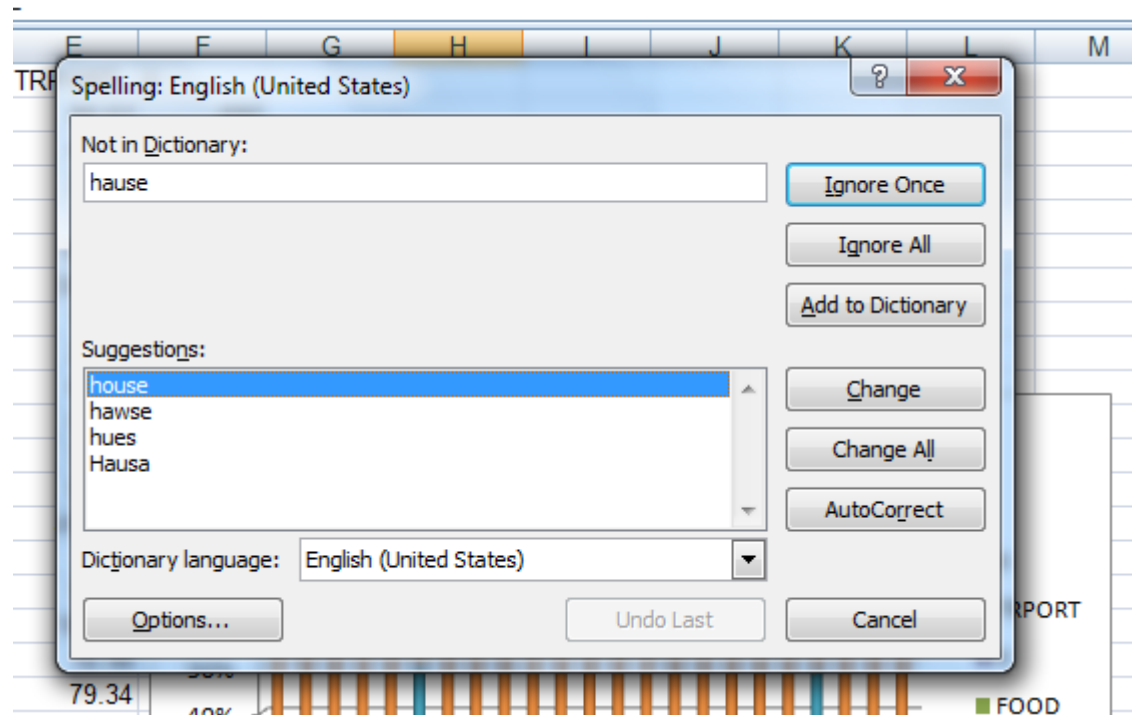 E F G H I J K L M
TRP
Spelling: English (United States)
Not in Dictionary:
hause
Ignore Once
Ignore All
Add to Dictionary
Suggestions:
house
hawse
hues
Hausa
Change
Change All
AutoCorrect
Dictionary language: English (United States)
Options...
Undo Last
Cancel
RPORT
79.34
40%
FOOD